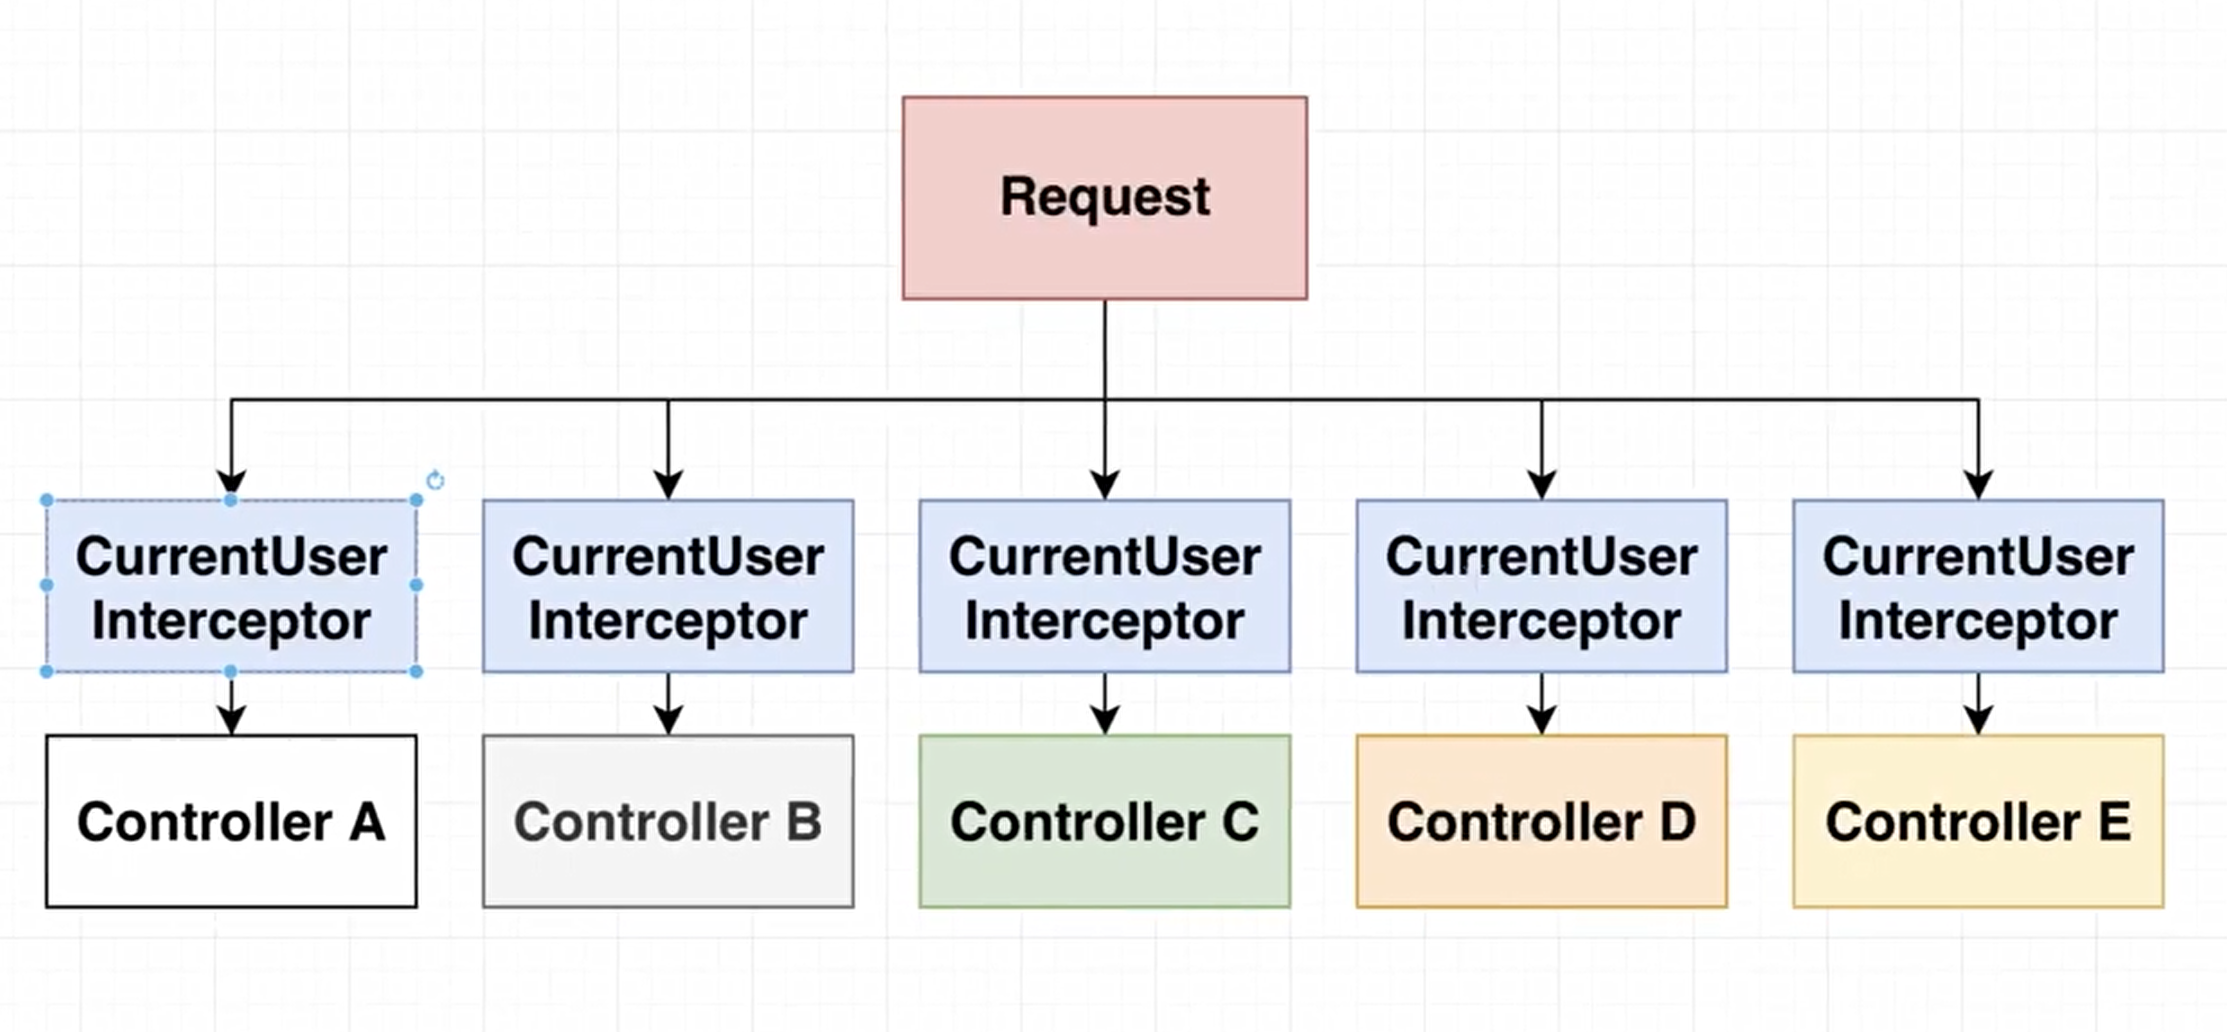 Request
CurrentUser
Interceptor
CurrentUser
Interceptor
CurrentUser
Interceptor
CurrentUser
Interceptor
CurrentUser
Interceptor
Controller A
Controller B
Controller C
Controller D
Controller E